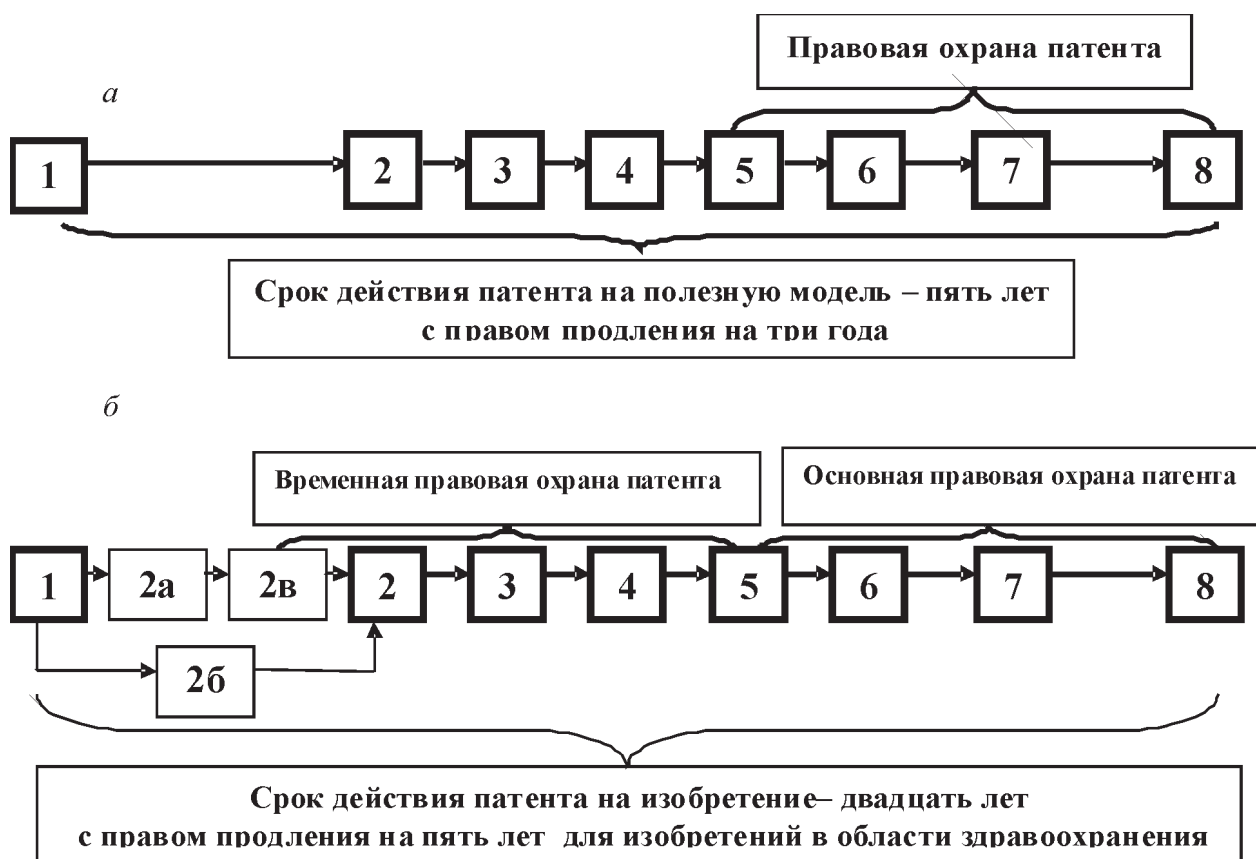 Правовая охрана патента
а
1 2 3 4 5 6 7 8
Срок действия патента на полезную модель – пять лет
с правом продления на три года
б
Временная правовая охрана патента
Основная правовая охрана патента
1 2а 2в 2 3 4 5 6 7 8
2б
Срок действия патента на изобретение– двадцать лет
с правом продления на пять лет для изобретений в области здравоохранения